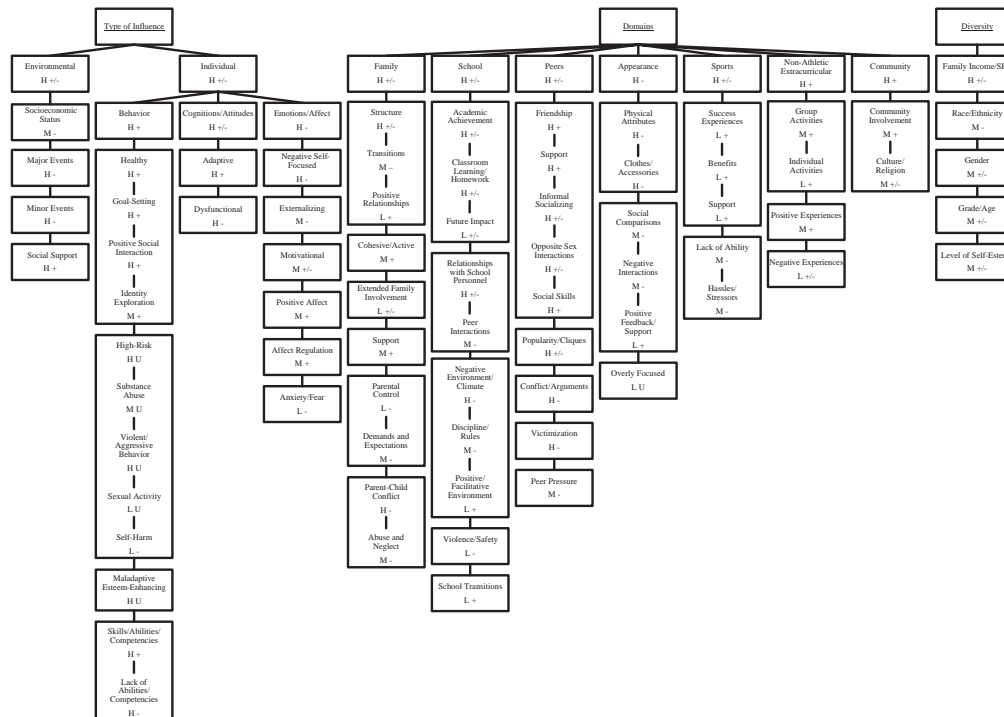 Type of Influence
Domains
Diversity
Environmental
H +/-
Individual
H +/-
Family
H +/-
School
H +/-
Peers
H +/-
Appearance
H -
Sports
H +/-
Non-Athletic
Extracurricular
H +
Community
H +
Family Income/SE
H +/-
Socioeconomic
Status
M -
Major Events
H -
Minor Events
H -
Social Support
H +
Behavior
H +
Healthy
H +
Goal-Setting
H +
Positive Social
Interaction
H +
Identity
Exploration
M +
High-Risk
H U
Substance
Abuse
M U
Violent/
Aggressive
Behavior
H U
Sexual Activity
L U
Self-Harm
L -
Maladaptive
Esteem-Enhancing
H U
Skills/Abilities/
Competencies
H +
Lack of
Abilities/
Competencies
H -
Cognitions/Attitudes
H +/-
Adaptive
H +
Dysfunctional
H -
Emotions/Affect
H -
Negative Self-
Focused
H -
Externalizing
M -
Motivational
M +/-
Positive Affect
M +
Affect Regulation
M +
Anxiety/Fear
L -
Structure
H +/-
Transitions
M –
Positive
Relationships
L +
Cohesive/Active
M +
Extended Family
Involvement
L +/-
Support
M +
Parental
Control
L -
Demands and
Expectations
M -
Parent-Child
Conflict
H -
Abuse and
Neglect
M -
Academic
Achievement
H +/-
Classroom
Learning/
Homework
H +/-
Future Impact
L +/-
Relationships
with School
Personnel
H +/-
Peer
Interactions
M -
Negative
Environment/
Climate
H -
Discipline/
Rules
M -
Positive/
Facilitative
Environment
L +
Violence/Safety
L -
School Transitions
L +
Friendship
H +
Support
H +
Informal
Socializing
H +/-
Opposite Sex
Interactions
H +/-
Social Skills
H +
Popularity/Cliques
H +/-
Conflict/Arguments
H -
Victimization
H -
Peer Pressure
M -
Physical
Attributes
H -
Clothes/
Accessories
H -
Social
Comparisons
M -
Negative
Interactions
M -
Positive
Feedback/
Support
L +
Overly Focused
L U
Success
Experiences
L +
Benefits
L +
Support
L +
Lack of Ability
M -
Hassles/
Stressors
M -
Group
Activities
M +
Individual
Activities
L +
Positive Experiences
M +
Negative Experiences
L +/-
Community
Involvement
M +
Culture/
Religion
M +/-
Race/Ethnicity
M -
Gender
M +/-
Grade/Age
M +/-
Level of Self-Estee
M +/-